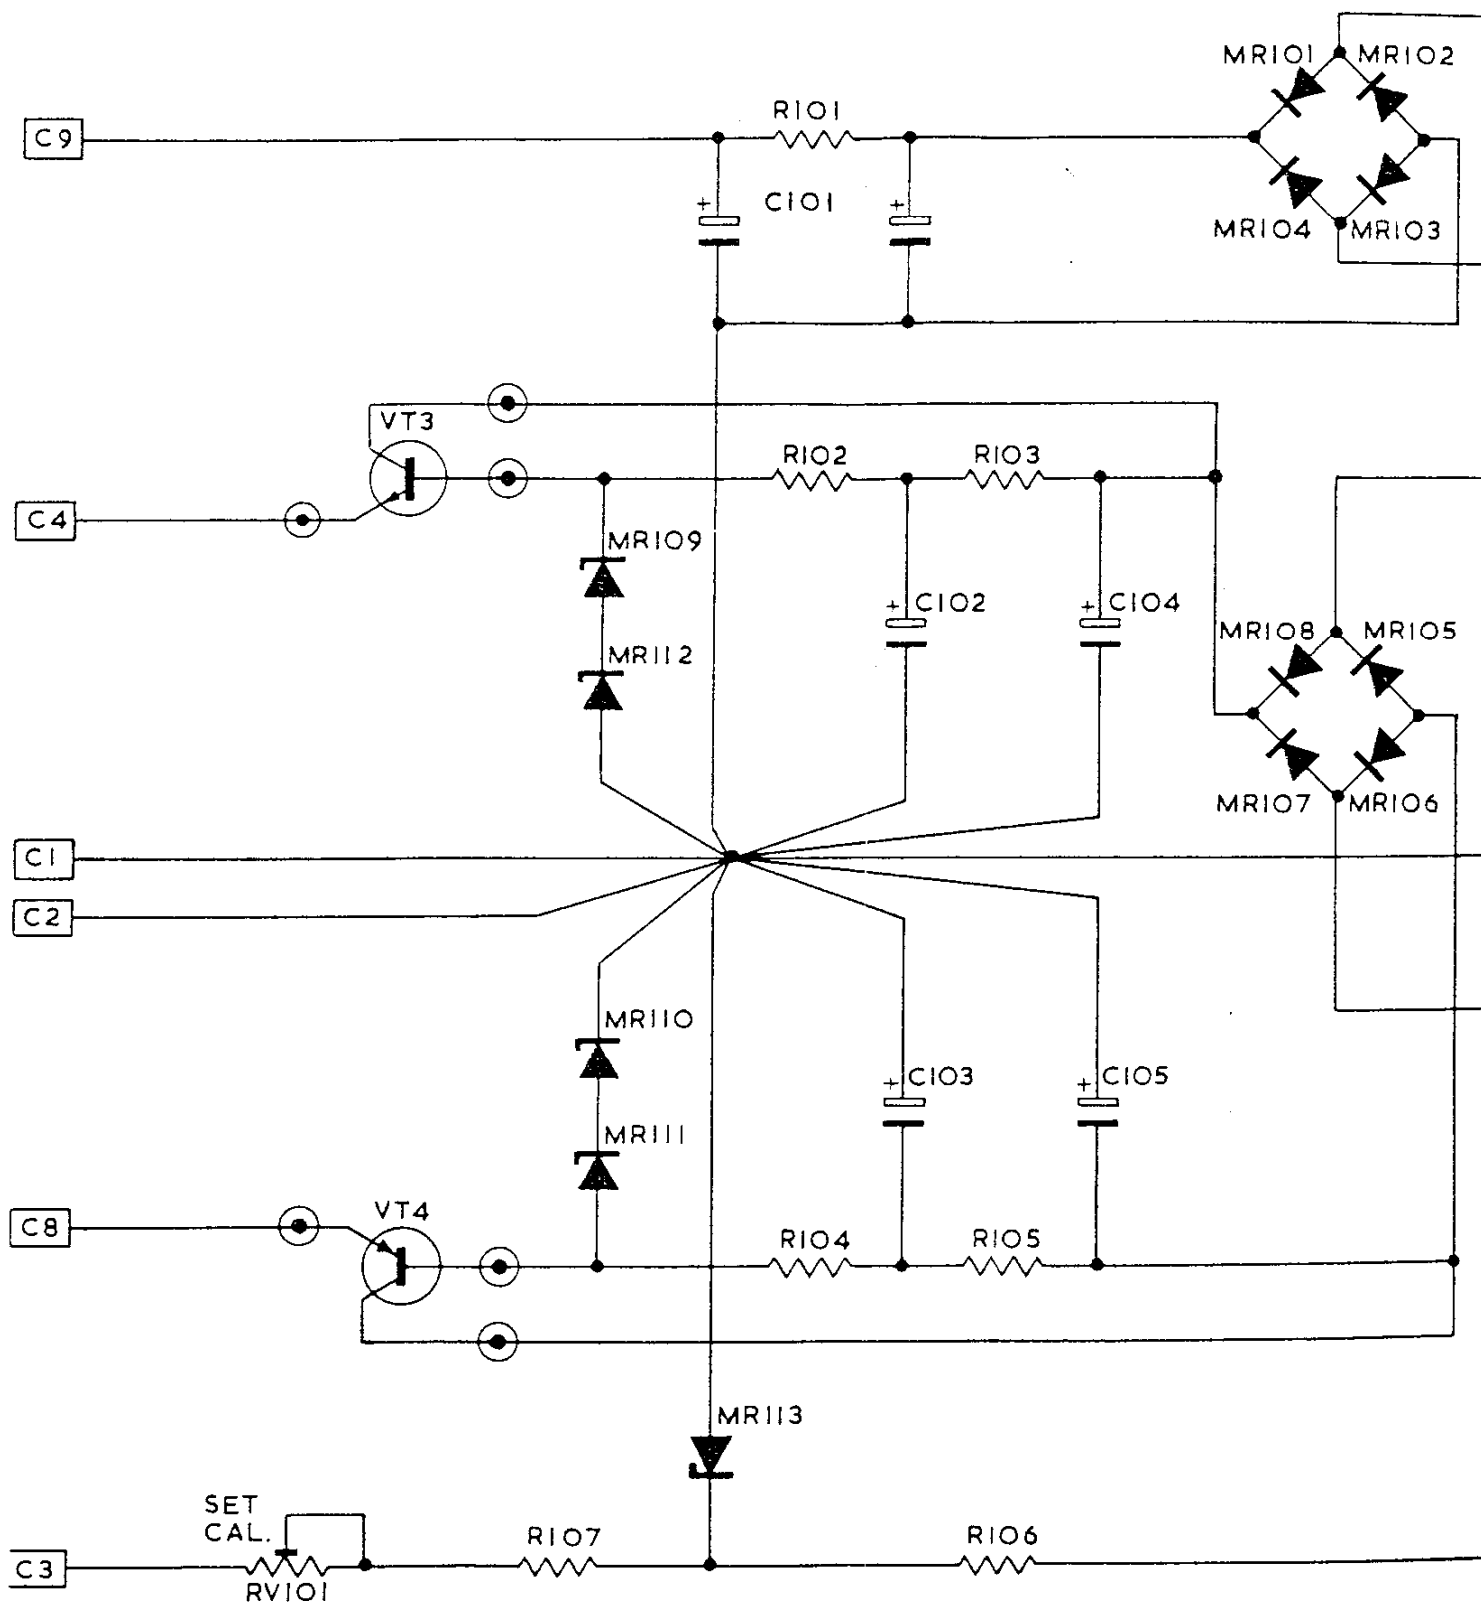 MR101 MR102
C9
R101
+ C101 +
MR104 MR103
VT3
R102 R103
C4
MR109
+ C102 + C104
MR108 MR105
MR112
MR107 MR106
C1
C2
MR110
+ C103 + C105
MR111
VT4
C8
R104 R105
MR113
SET
CAL.
R107 R106
C3
RV101